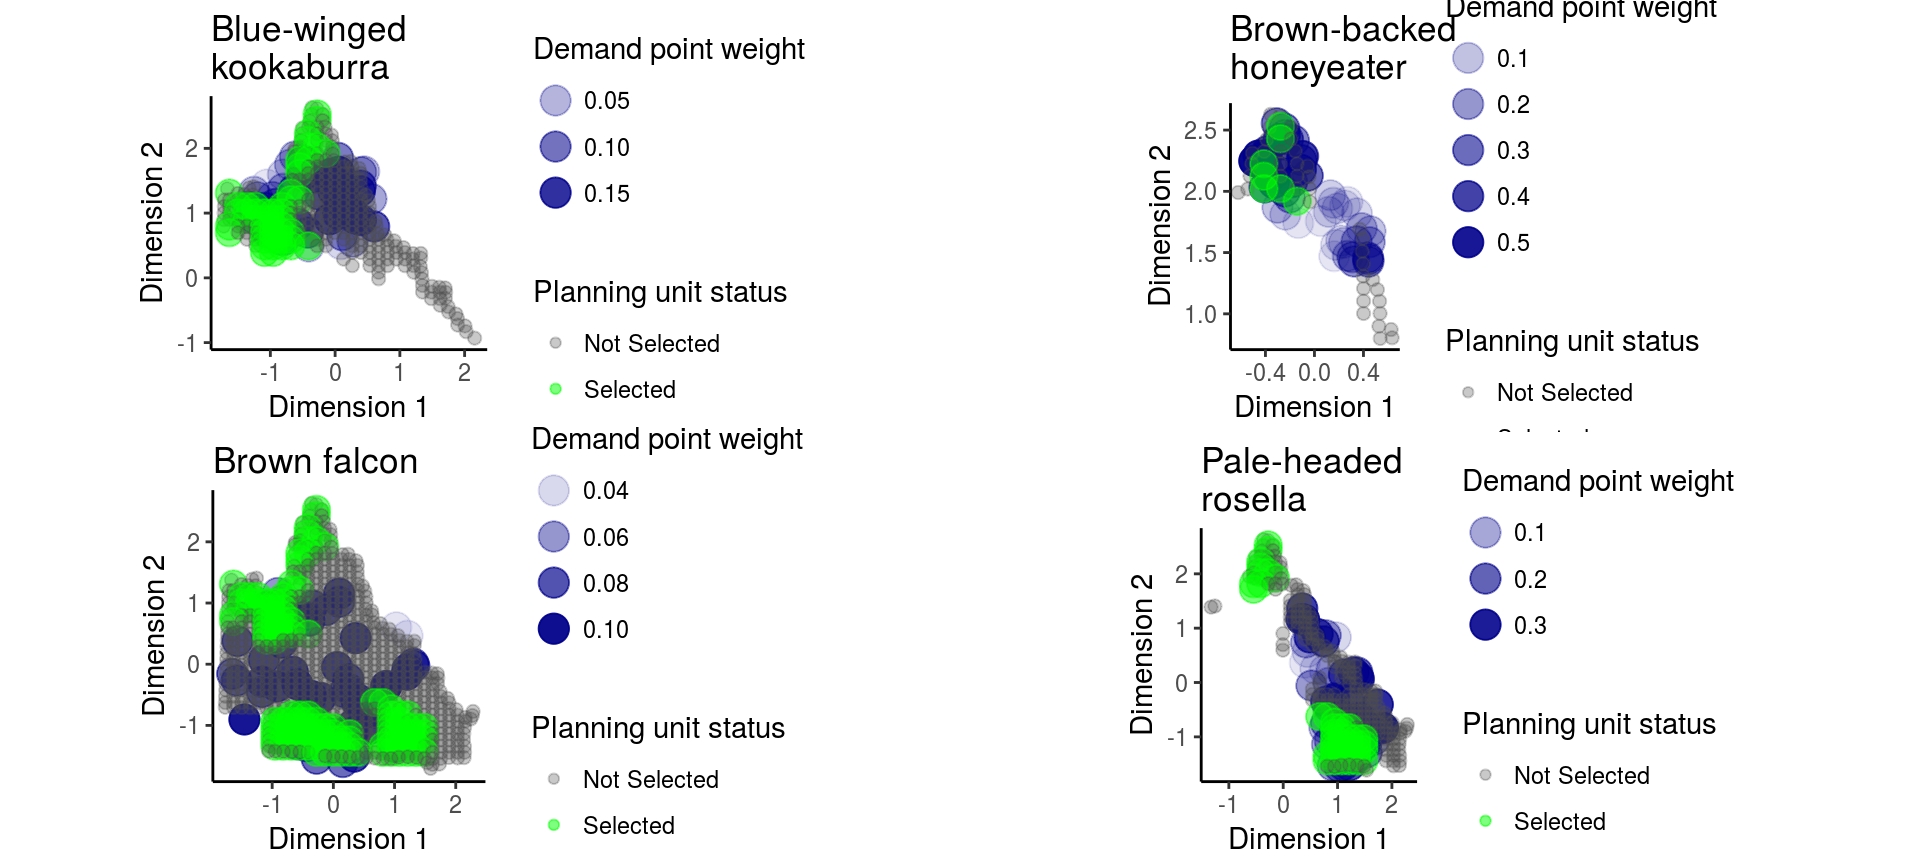 Blue-winged
kookaburra
Dimension 2
2
1
0
-1
-1 0 1 2
Dimension 1
Demand point weight
0.05
0.10
0.15
Planning unit status
Not Selected
Selected
Brown-backed
honeyeater
Dimension 2
2.5
2.0
1.5
1.0
-0.4 0.0 0.4
Dimension 1
Demand point weight
0.1
0.2
0.3
0.4
0.5
Planning unit status
Not Selected
Brown falcon
Dimension 2
2
1
0
-1
-1 0 1 2
Dimension 1
Demand point weight
0.04
0.06
0.08
0.10
Planning unit status
Not Selected
Selected
Pale-headed
rosella
Dimension 2
2
1
0
-1
-1 0 1 2
Dimension 1
Demand point weight
0.1
0.2
0.3
Planning unit status
Not Selected
Selected